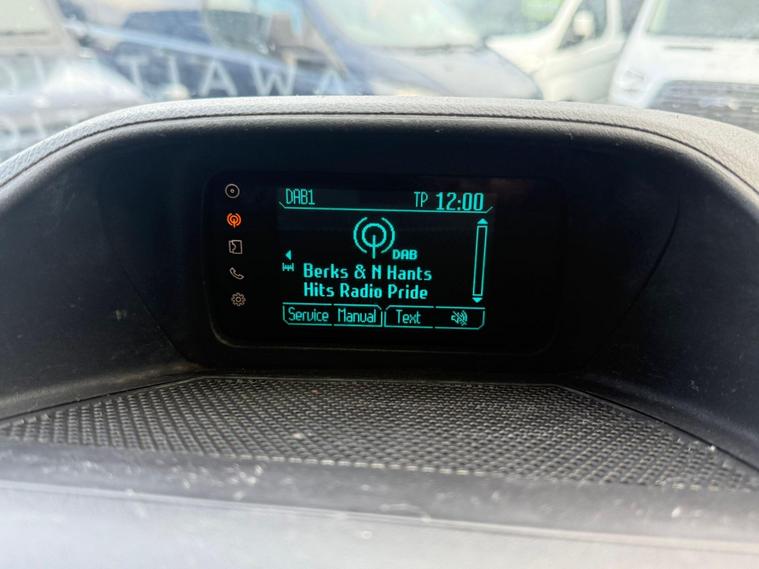 DAB1 TP 12:00
DAB
Berks & N Hants
Hits Radio Pride
Service Manual Text